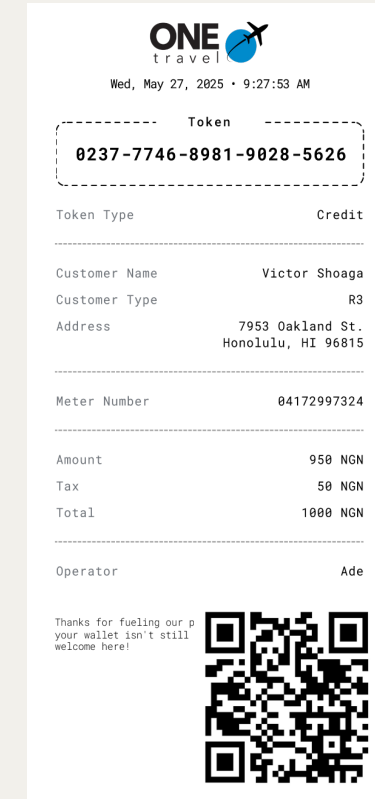 ONE
travel
Wed, May 27, 2025 • 9:27:53 AM
Token
0237-7746-8981-9028-5626
Token Type Credit
Customer Name Victor Shoaga
Customer Type R3
Address 7953 Oakland St.
Honolulu, HI 96815
Meter Number 04172997324
Amount 950 NGN
Tax 50 NGN
Total 1000 NGN
Operator Ade
Thanks for fueling our p
your wallet isn't still
welcome here!